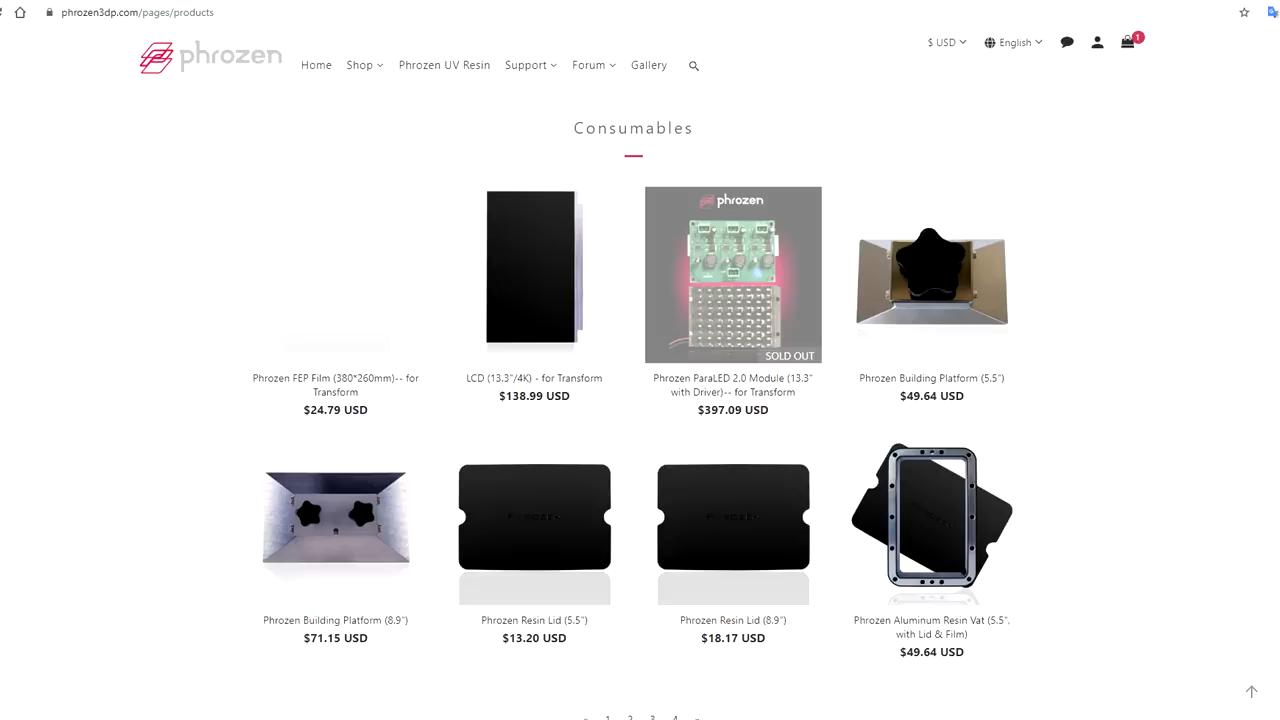 phrozen3dp.com/pages/products
$ USD English 1
phrozen
Home Shop Phrozen UV Resin Support Forum Gallery
Consumables
phrozen
SOLD OUT
Phrozen FEP Film (380*260mm)-- for
Transform
$24.79 USD
LCD (13.3"/4K) - for Transform
$138.99 USD
Phrozen ParaLED 2.0 Module (13.3"
with Driver)-- for Transform
$397.09 USD
Phrozen Building Platform (5.5")
$49.64 USD
Phrozen Building Platform (8.9")
$71.15 USD
Phrozen Resin Lid (5.5")
$13.20 USD
Phrozen Resin Lid (8.9")
$18.17 USD
Phrozen Aluminum Resin Vat (5.5",
with Lid & Film)
$49.64 USD
1 2 3 4